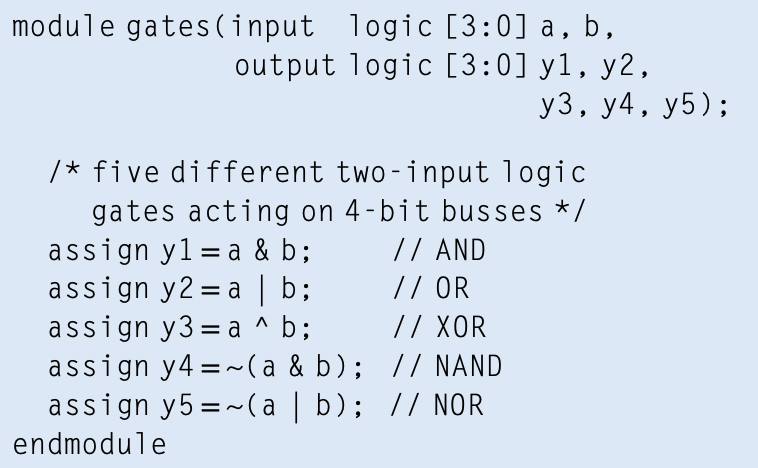 module gates(input logic [3:0] a, b,
output logic [3:0] y1, y2,
y3, y4, y5);
/* five different two-input logic
gates acting on 4-bit busses */
assign y1 = a & b; // AND
assign y2 = a | b; // OR
assign y3 = a ^ b; // XOR
assign y4 = ~(a & b); // NAND
assign y5 = ~(a | b); // NOR
endmodule